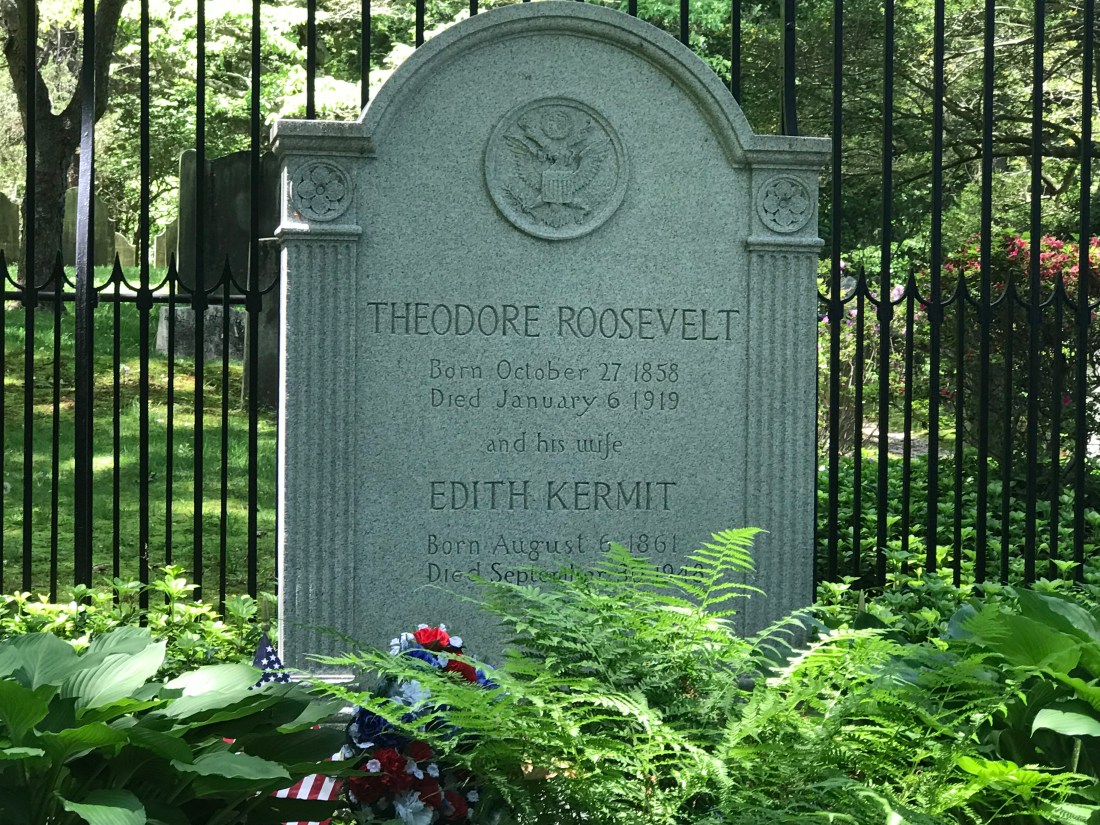 THEODORE ROOSEVELT
Born October 27 1858
Died January 6 1919
and his wife
EDITH KERMIT
Born August 6 1861
Died September